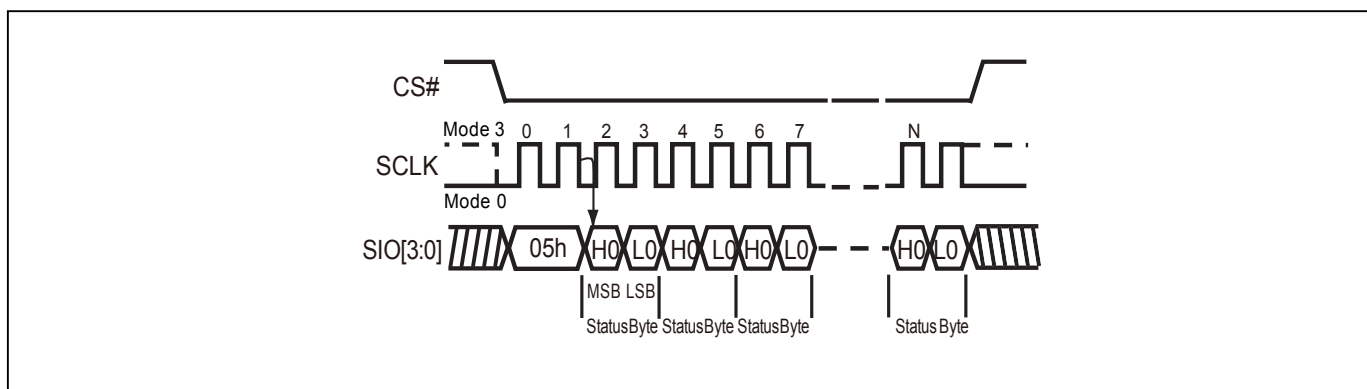 CS#
Mode 3 0 1 2 3 4 5 6 7 N
SCLK
Mode 0
SIO[3:0] 05h H0 L0 H0 L0 H0 L0 H0 L0
MSB LSB
StatusByte StatusByte StatusByte Status Byte